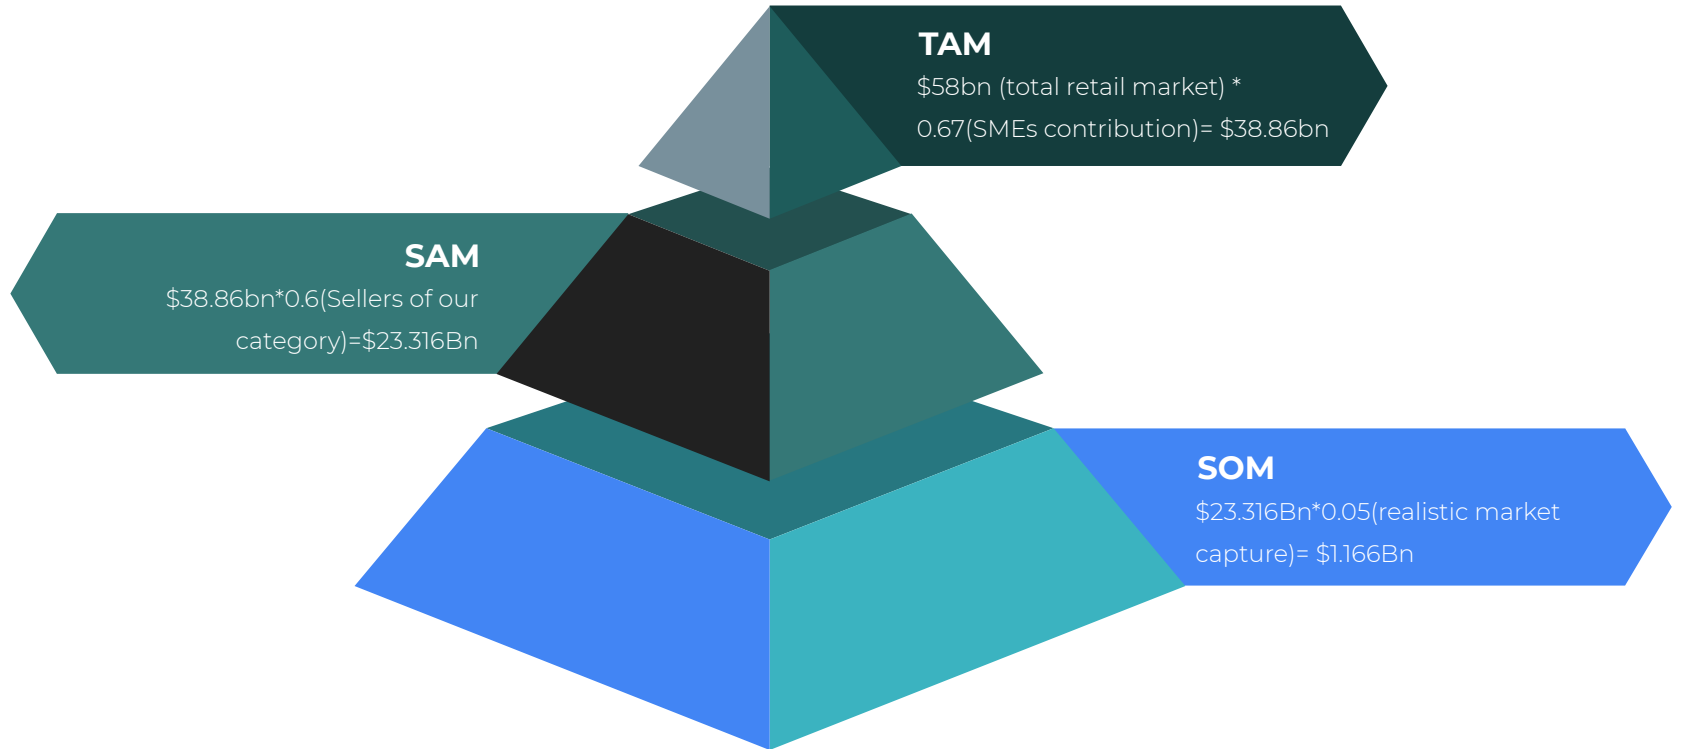 TAM
$58bn (total retail market) *
0.67(SMEs contribution)= $38.86bn
SAM
$38.86bn*0.6(Sellers of our
category)=$23.316Bn
SOM
$23.316Bn*0.05(realistic market
capture)= $1.166Bn